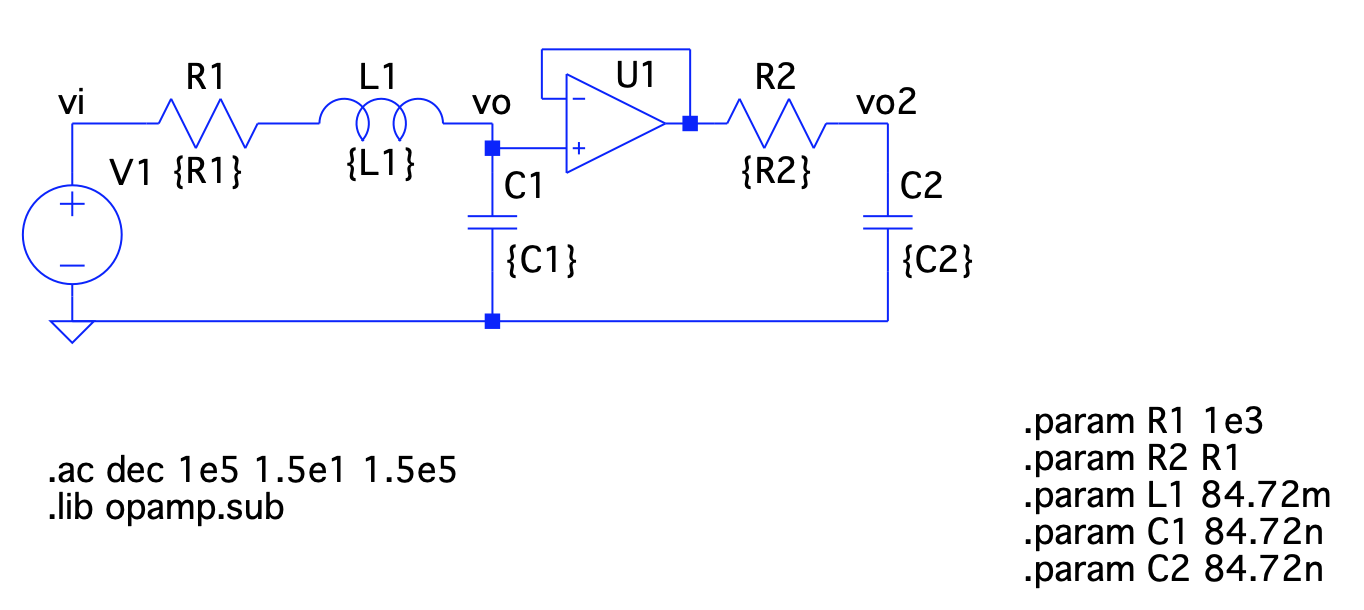 R1
L1
U1
R2
vi
vo
vo2
V1
{R1}
{L1}
{R2}
C1
C2
{C1}
{C2}
.ac dec 1e5 1.5e1 1.5e5
.lib opamp.sub
.param R1 1e3
.param R2 R1
.param L1 84.72m
.param C1 84.72n
.param C2 84.72n